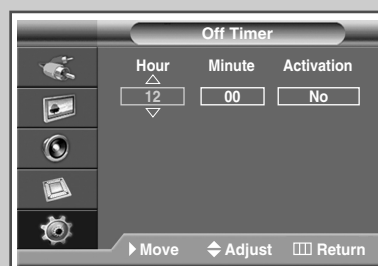 Off Timer
Hour Minute Activation
12 00 No
Move Adjust Return